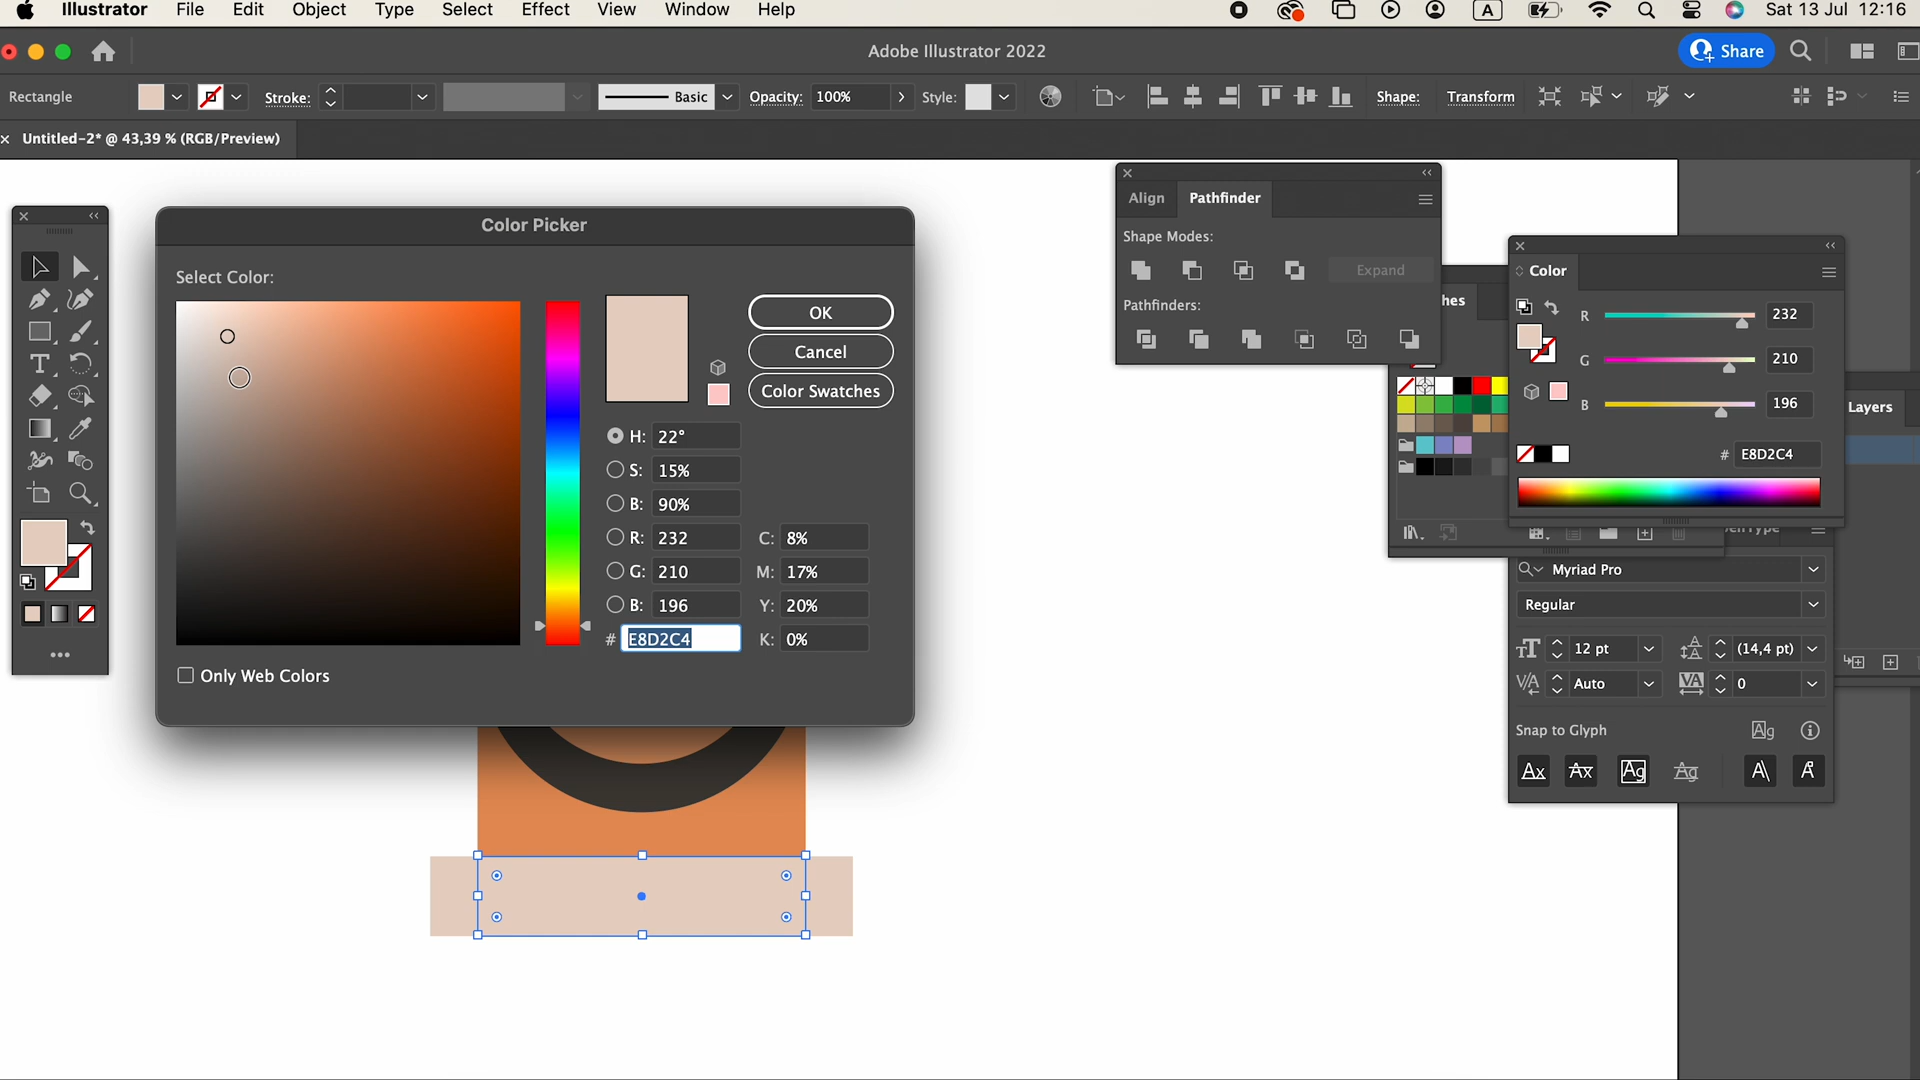 Illustrator File Edit Object Type Select Effect View Window Help A Sat 13 Jul 12:16
Adobe Illustrator 2022 Share
Rectangle Stroke: Basic Opacity: 100% Style: Shape: Transform
Untitled-2* @ 43,39 % (RGB/Preview)
Color Picker
Select Color:
OK
Cancel
Color Swatches
H: 22°
S: 15%
B: 90%
R: 232 C: 8%
G: 210 M: 17%
B: 196 Y: 20%
# E8D2C4 K: 0%
Only Web Colors
T
Align Pathfinder
Shape Modes:
Expand
Pathfinders:
hes
Color
R 232
G 210
B 196
# E8D2C4
Layers
Myriad Pro
Regular
12 pt (14,4 pt)
Auto 0
Snap to Glyph